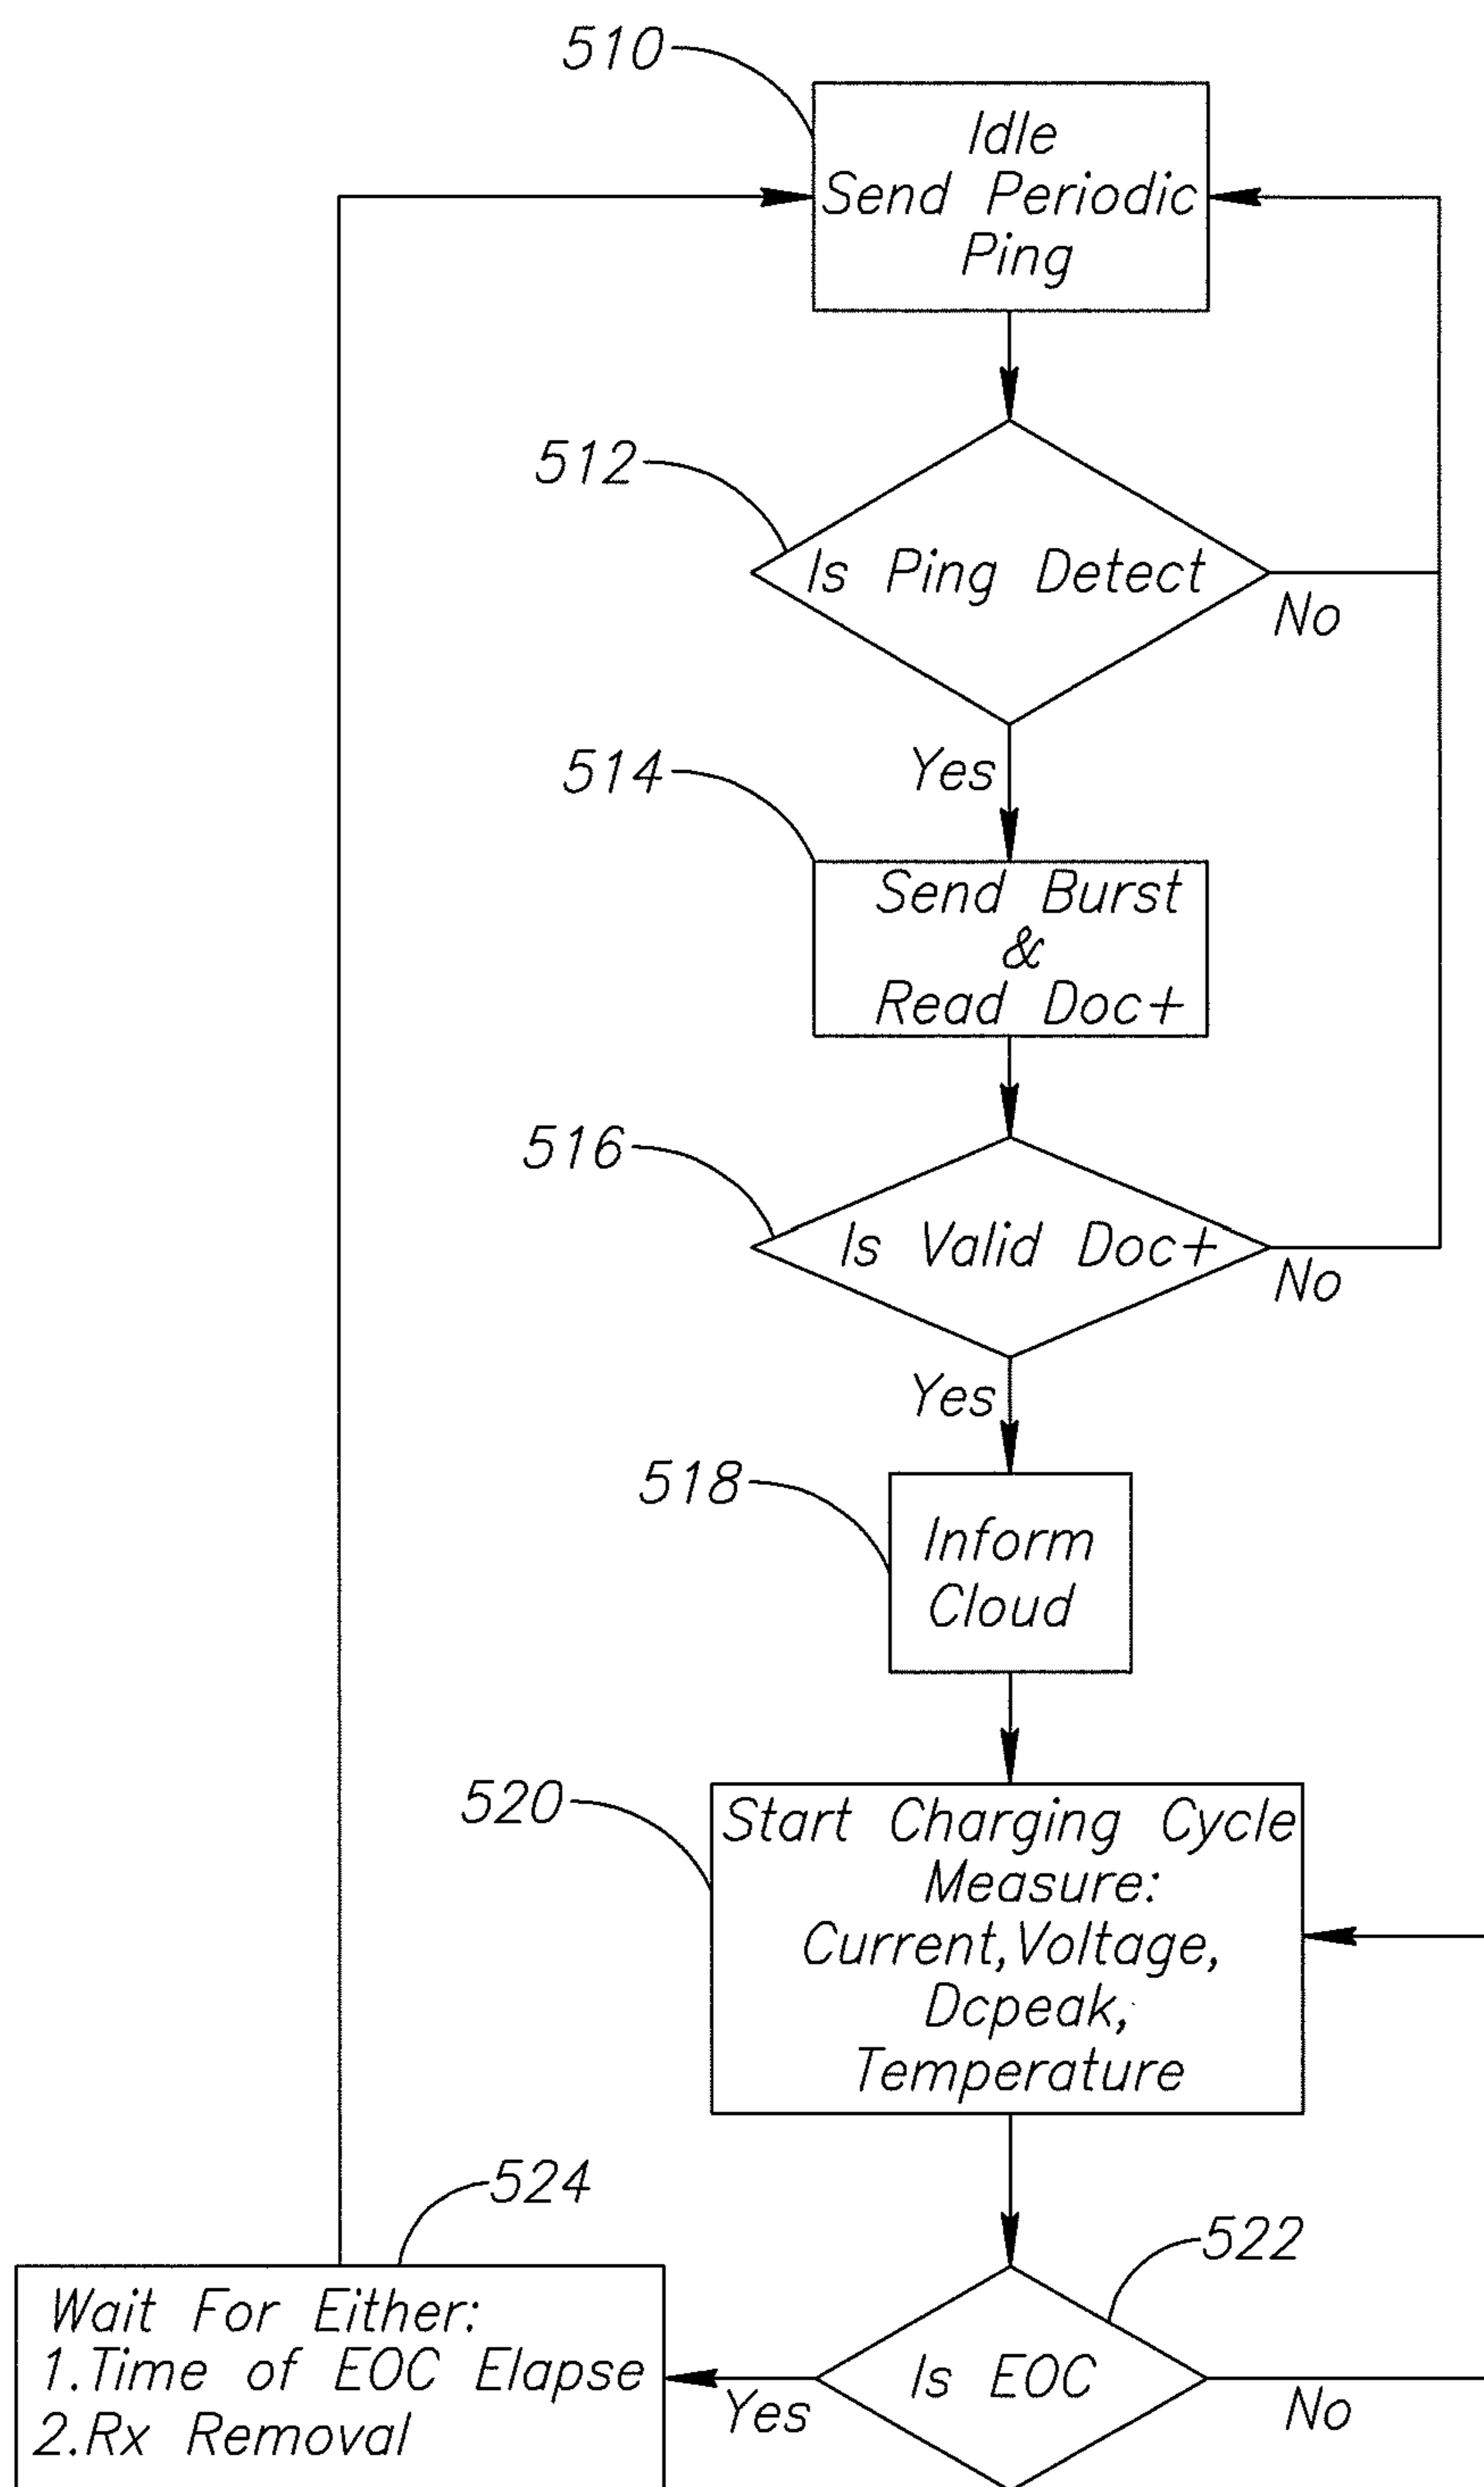 510
Idle
Send Periodic
Ping
512
Is Ping Detect
No
Yes
514
Send Burst
&
Read Doc+
516
Is Valid Doc+
No
Yes
518
Inform
Cloud
520
Start Charging Cycle
Measure:
Current,Voltage,
Dcpeak,
Temperature
524
522
Wait For Either:
1.Time of EOC Elapse
2.Rx Removal
Yes
Is EOC
No